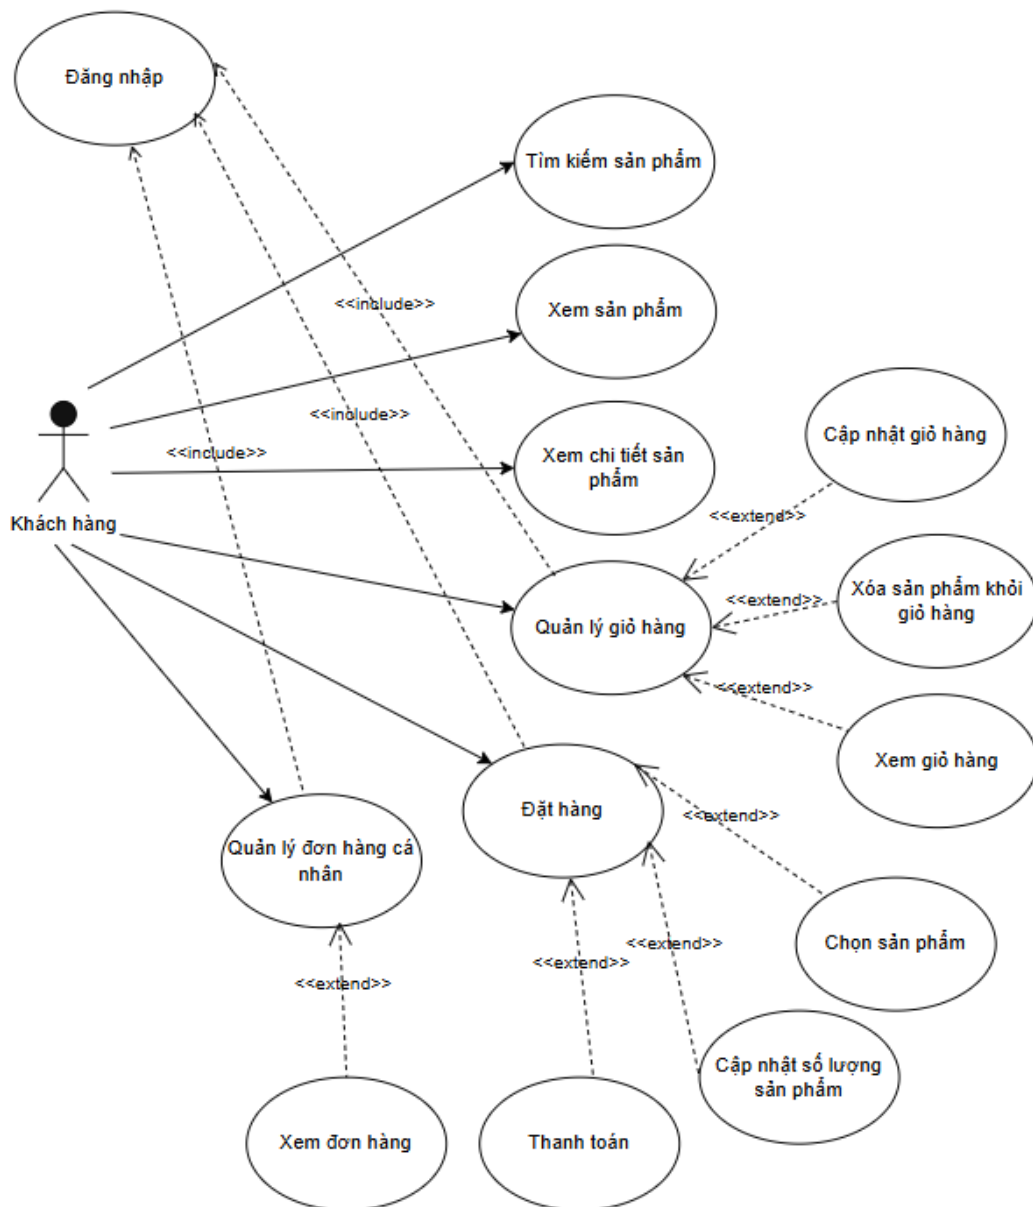 Đăng nhập
Tìm kiếm sản phẩm
<<include>>
Xem sản phẩm
<<include>>
Cập nhật giỏ hàng
<<include>>
Xem chi tiết sản
phẩm
Khách hàng
<<extend>>
Xóa sản phẩm khỏi
giỏ hàng
<<extend>>
Quản lý giỏ hàng
<<extend>>
Xem giỏ hàng
Đặt hàng
<<extend>>
Quản lý đơn hàng cá
nhân
Chọn sản phẩm
<<extend>>
<<extend>>
<<extend>>
Cập nhật số lượng
sản phẩm
Xem đơn hàng
Thanh toán